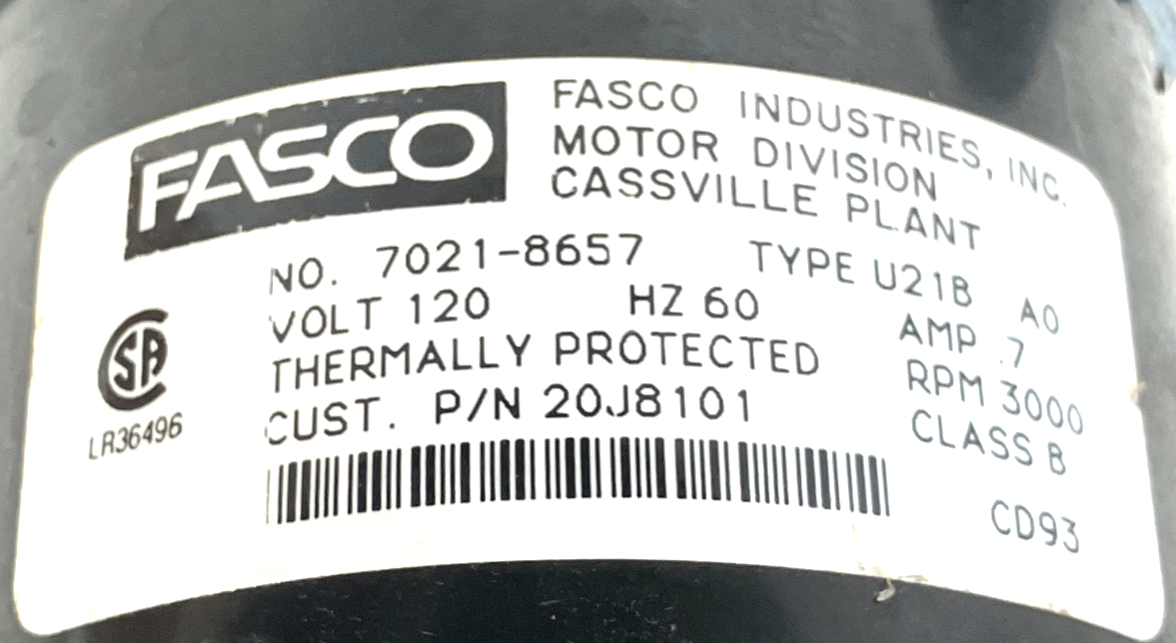 FASCO
FASCO INDUSTRIES, INC.
MOTOR DIVISION
CASSVILLE PLANT
NO. 7021-8657 TYPE U21B A0
VOLT 120 HZ 60 AMP .7
THERMALLY PROTECTED RPM 3000
CUST. P/N 20J8101 CLASS B
SA
LR36496
CD93